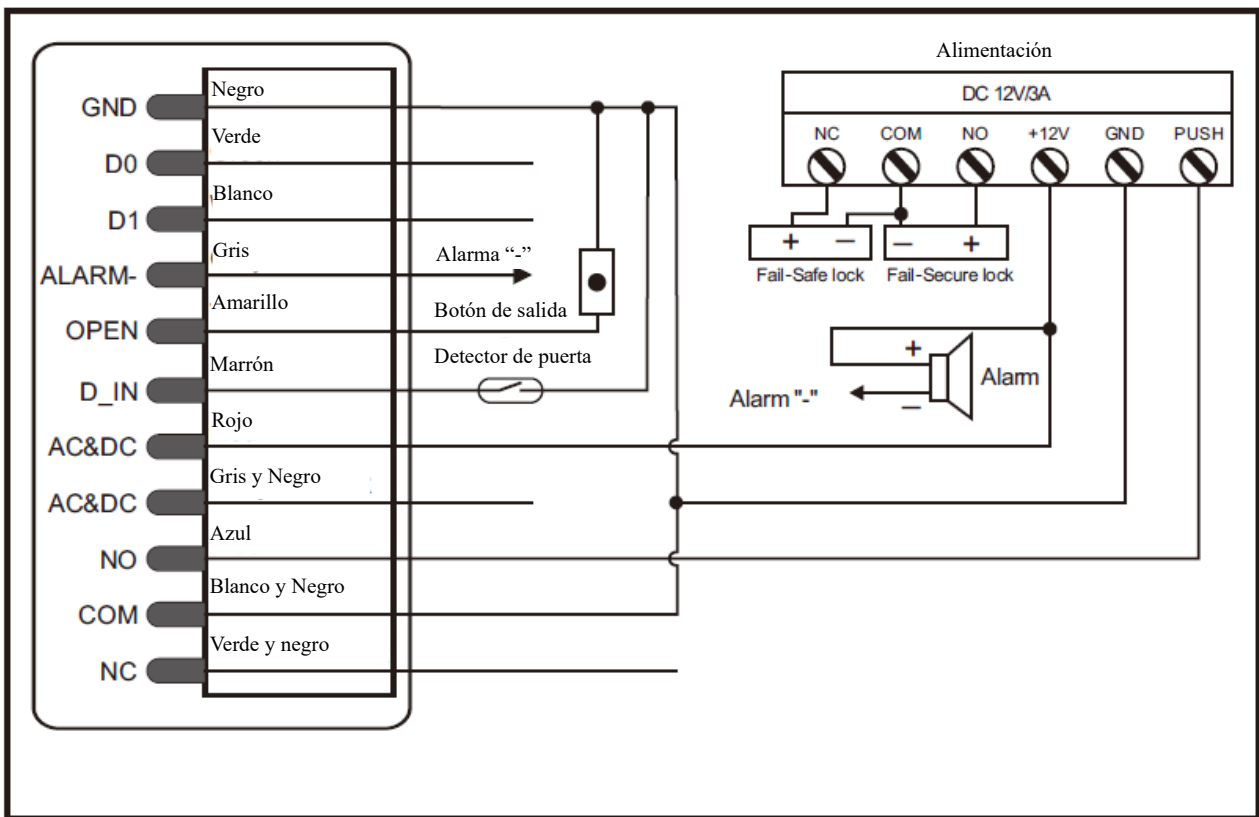 Alimentación
DC 12V/3A
NC COM NO +12V GND PUSH
+ − − +
Fail-Safe lock Fail-Secure lock
+
Alarm
Alarm "-"
−
GND Negro
D0 Verde
D1 Blanco
ALARM- Gris Alarma “-”
OPEN Amarillo Botón de salida
D_IN Marrón Detector de puerta
AC&DC Rojo
AC&DC Gris y Negro
NO Azul
COM Blanco y Negro
NC Verde y negro